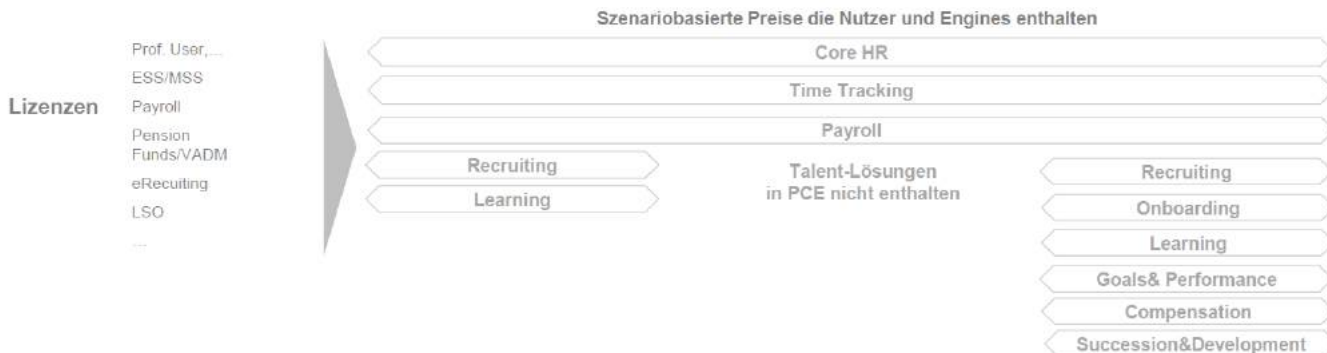 Szenariobasierte Preise die Nutzer und Engines enthalten
Lizenzen
Prof. User,...
ESS/MSS
Payroll
Pension
Funds/VADM
eRecuiting
LSO
...
Core HR
Time Tracking
Payroll
Recruiting
Learning
Talent-Lösungen
in PCE nicht enthalten
Recruiting
Onboarding
Learning
Goals& Performance
Compensation
Succession&Development